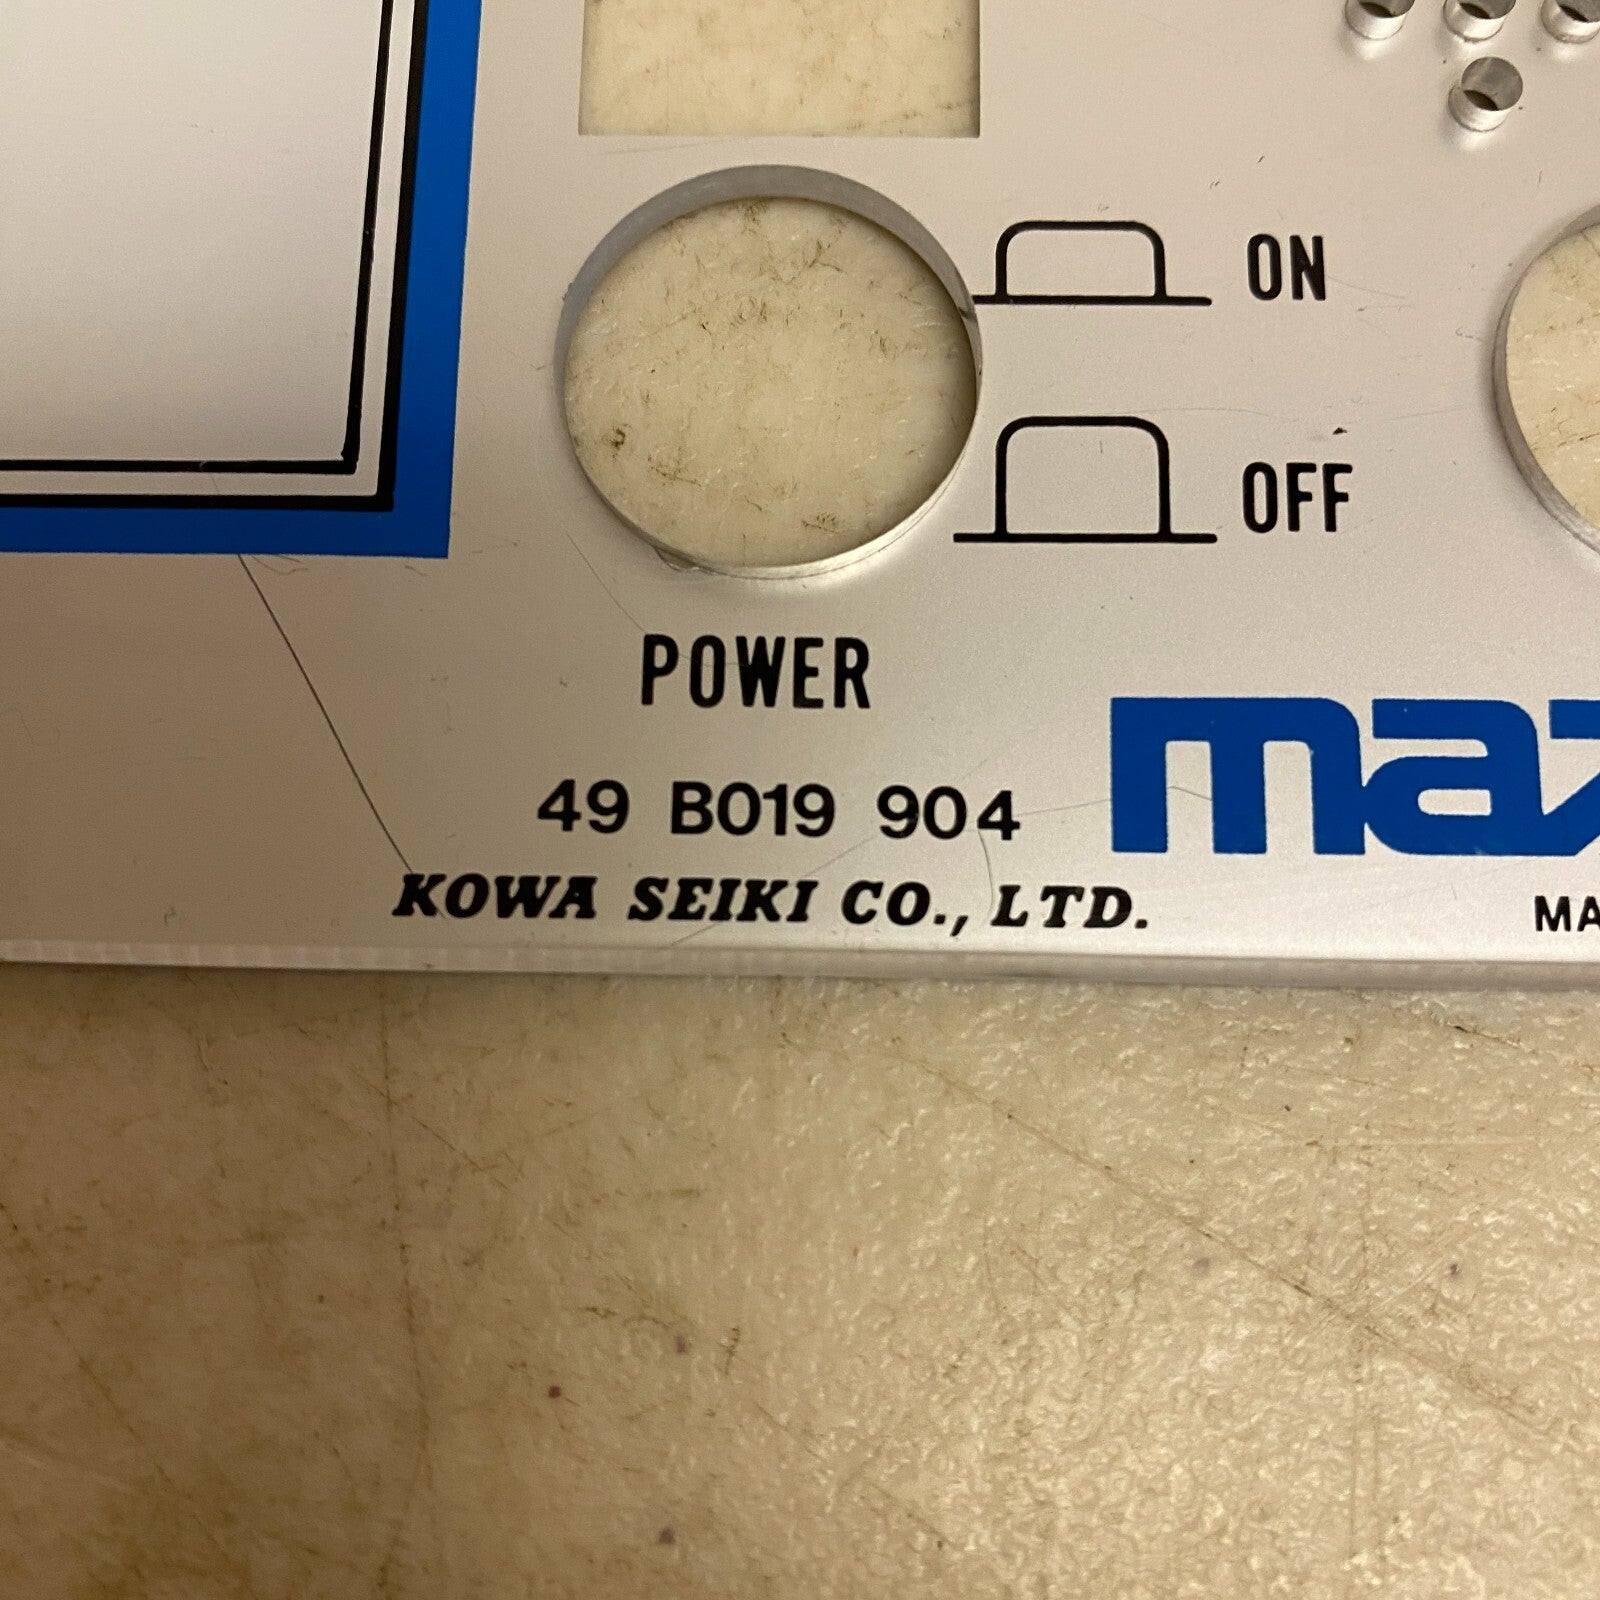 ON
OFF
POWER
49 B019 904
KOWA SEIKI CO., LTD.